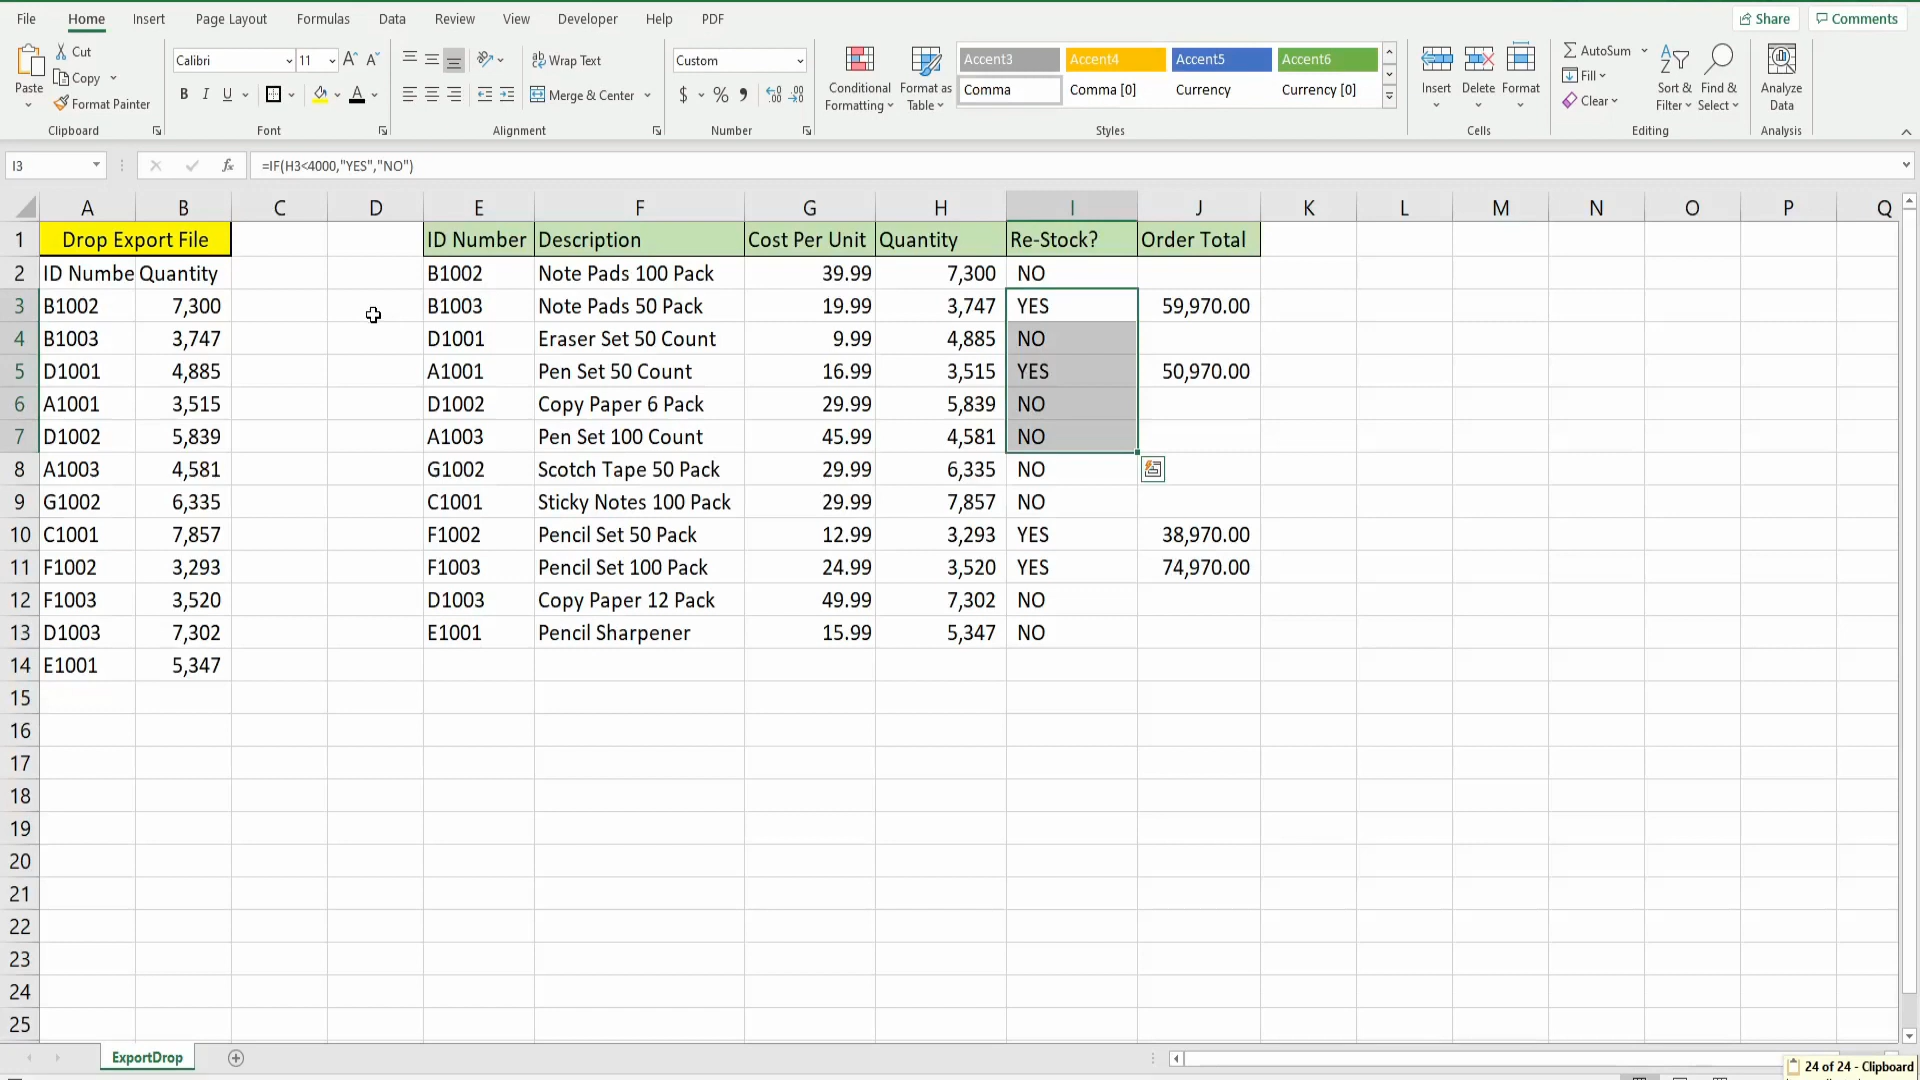 File Home Insert Page Layout Formulas Data Review View Developer Help PDF Share Comments
Cut
Copy
Format Painter
Paste
Clipboard
Calibri 11
B I U
Font
Wrap Text
Merge & Center
Alignment
Custom
$ %
Number
Conditional Formatting
Format as Table
Accent3 Accent4 Accent5 Accent6
Comma Comma [0] Currency Currency [0]
Styles
Insert Delete Format
Cells
AutoSum
Fill
Clear
Sort & Filter
Find & Select
Editing
Analyze Data
Analysis
I3 fx =IF(H3<4000,"YES","NO")
A B C D E F G H I J K L M N O P Q
1 Drop Export File ID Number Description Cost Per Unit Quantity Re-Stock? Order Total
2 ID Numbe Quantity B1002 Note Pads 100 Pack 39.99 7,300 NO
3 B1002 7,300 B1003 Note Pads 50 Pack 19.99 3,747 YES 59,970.00
4 B1003 3,747 D1001 Eraser Set 50 Count 9.99 4,885 NO
5 D1001 4,885 A1001 Pen Set 50 Count 16.99 3,515 YES 50,970.00
6 A1001 3,515 D1002 Copy Paper 6 Pack 29.99 5,839 NO
7 D1002 5,839 A1003 Pen Set 100 Count 45.99 4,581 NO
8 A1003 4,581 G1002 Scotch Tape 50 Pack 29.99 6,335 NO
9 G1002 6,335 C1001 Sticky Notes 100 Pack 29.99 7,857 NO
10 C1001 7,857 F1002 Pencil Set 50 Pack 12.99 3,293 YES 38,970.00
11 F1002 3,293 F1003 Pencil Set 100 Pack 24.99 3,520 YES 74,970.00
12 F1003 3,520 D1003 Copy Paper 12 Pack 49.99 7,302 NO
13 D1003 7,302 E1001 Pencil Sharpener 15.99 5,347 NO
14 E1001 5,347
15
16
17
18
19
20
21
22
23
24
25
ExportDrop
24 of 24 - Clipboard